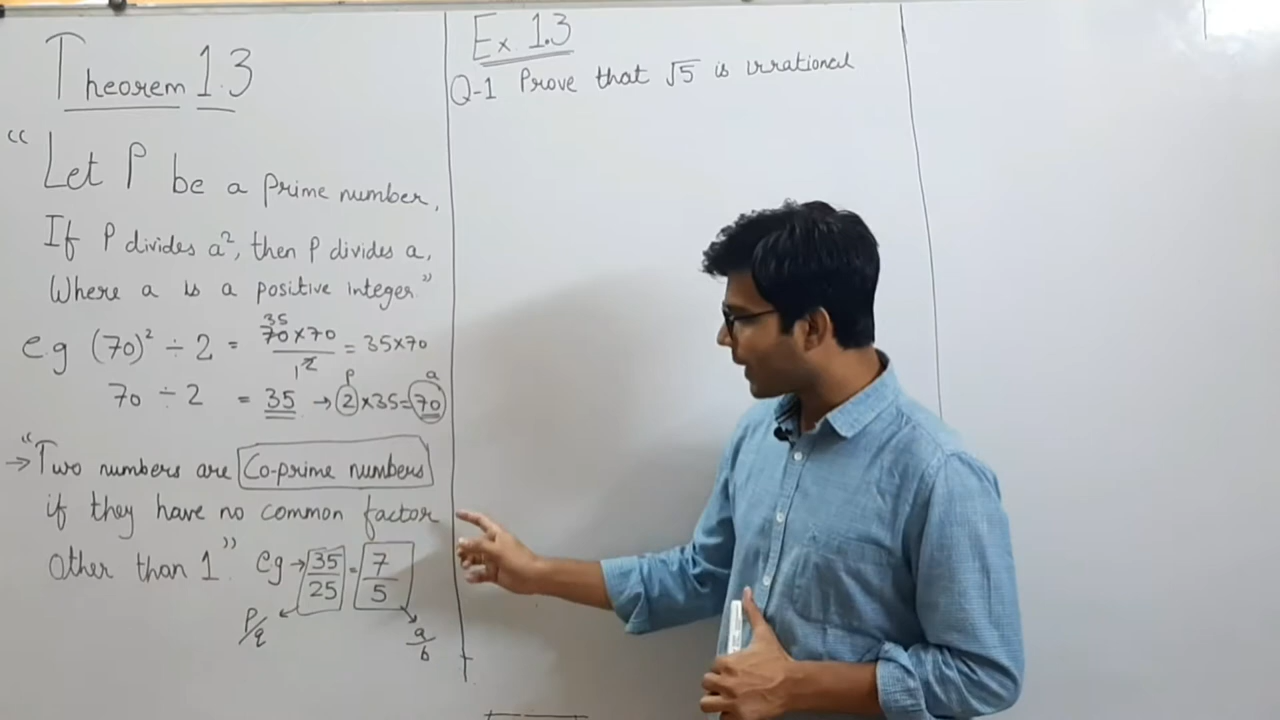 Theorem 1.3
"Let P be a prime number,
If P divides a², then P divides a,
Where a is a positive integer"
e.g (70)² ÷ 2 = 35 70×70 / 1 2 = 35×70
70 ÷ 2 = 35 → 2×35=70
P a
→ "Two numbers are Co-prime numbers
if they have no common factor
other than 1" eg → 35/25 = 7/5
P/q a/b
Ex 1.3
Q-1 Prove that √5 is irrational